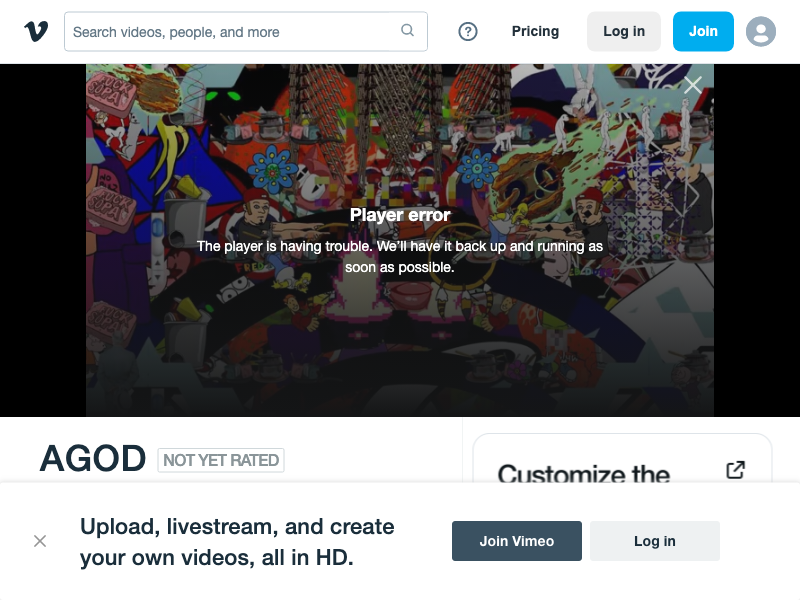 Search videos, people, and more
Pricing
Log in
Join
Player error
The player is having trouble. We'll have it back up and running as
soon as possible.
AGOD
NOT YET RATED
Customize the
Upload, livestream, and create
your own videos, all in HD.
Join Vimeo
Log in